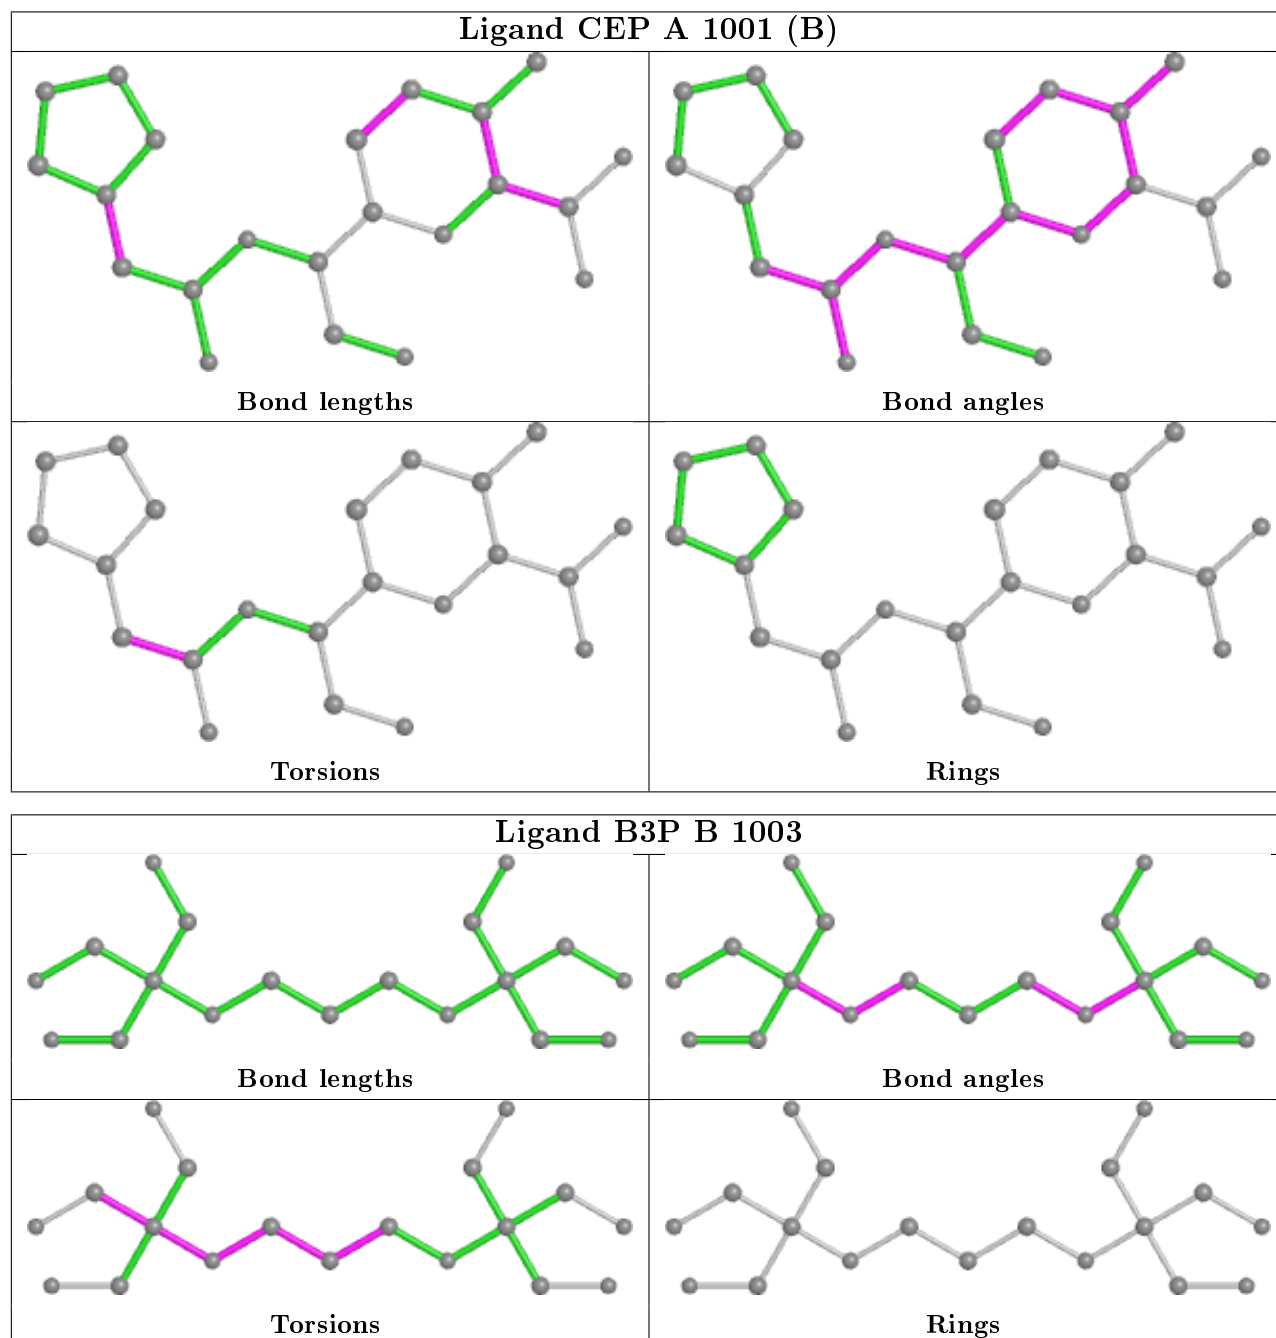 Ligand CEP A 1001 (B)
Bond lengths
Bond angles
Torsions
Rings
Ligand B3P B 1003
Bond lengths
Bond angles
Torsions
Rings